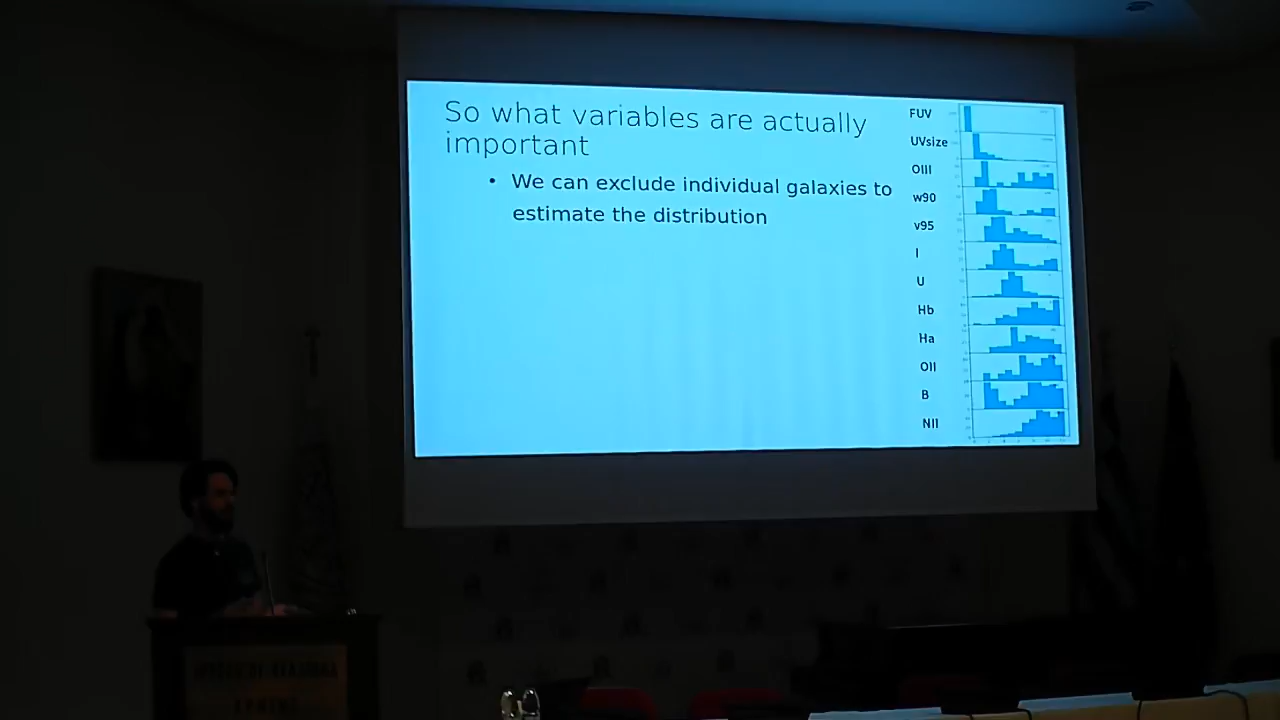 So what variables are actually
important
• We can exclude individual galaxies to
estimate the distribution
FUV
UVsize
OIII
w90
v95
I
U
Hb
Ha
OII
B
NII